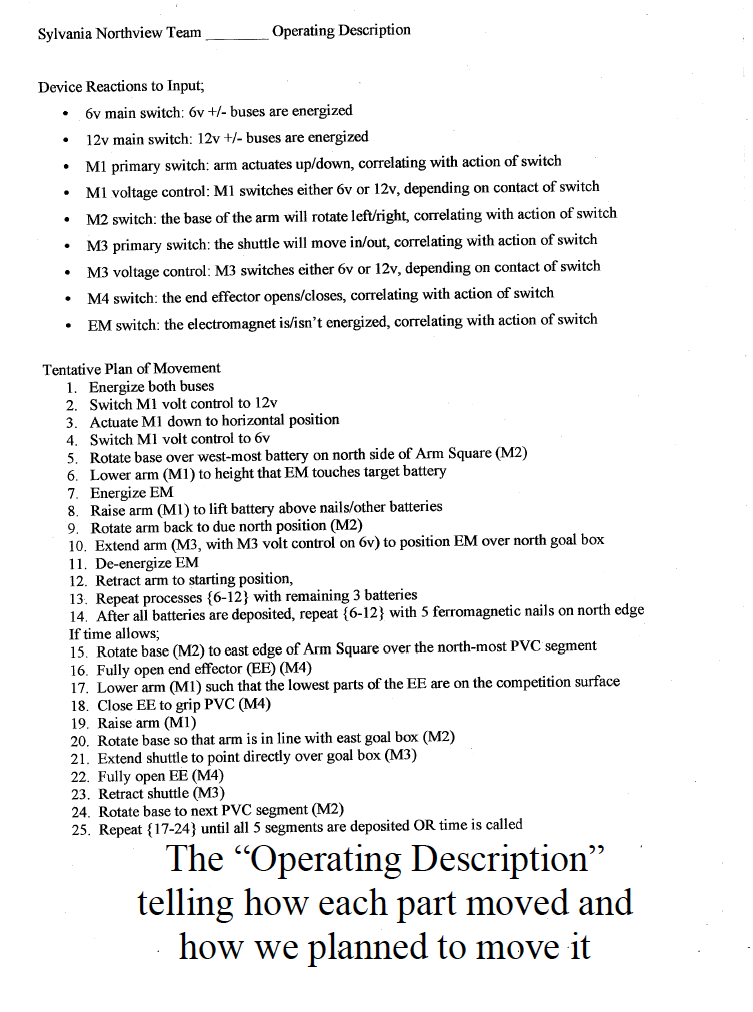 Sylvania Northview Team ________ Operating Description
Device Reactions to Input;
• 6v main switch: 6v +/- buses are energized
• 12v main switch: 12v +/- buses are energized
• M1 primary switch: arm actuates up/down, correlating with action of switch
• M1 voltage control: M1 switches either 6v or 12v, depending on contact of switch
• M2 switch: the base of the arm will rotate left/right, correlating with action of switch
• M3 primary switch: the shuttle will move in/out, correlating with action of switch
• M3 voltage control: M3 switches either 6v or 12v, depending on contact of switch
• M4 switch: the end effector opens/closes, correlating with action of switch
• EM switch: the electromagnet is/isn't energized, correlating with action of switch
Tentative Plan of Movement
1. Energize both buses
2. Switch M1 volt control to 12v
3. Actuate M1 down to horizontal position
4. Switch M1 volt control to 6v
5. Rotate base over west-most battery on north side of Arm Square (M2)
6. Lower arm (M1) to height that EM touches target battery
7. Energize EM
8. Raise arm (M1) to lift battery above nails/other batteries
9. Rotate arm back to due north position (M2)
10. Extend arm (M3, with M3 volt control on 6v) to position EM over north goal box
11. De-energize EM
12. Retract arm to starting position,
13. Repeat processes {6-12} with remaining 3 batteries
14. After all batteries are deposited, repeat {6-12} with 5 ferromagnetic nails on north edge
If time allows;
15. Rotate base (M2) to east edge of Arm Square over the north-most PVC segment
16. Fully open end effector (EE) (M4)
17. Lower arm (M1) such that the lowest parts of the EE are on the competition surface
18. Close EE to grip PVC (M4)
19. Raise arm (M1)
20. Rotate base so that arm is in line with east goal box (M2)
21. Extend shuttle to point directly over goal box (M3)
22. Fully open EE (M4)
23. Retract shuttle (M3)
24. Rotate base to next PVC segment (M2)
25. Repeat {17-24} until all 5 segments are deposited OR time is called
The “Operating Description”
telling how each part moved and
how we planned to move it